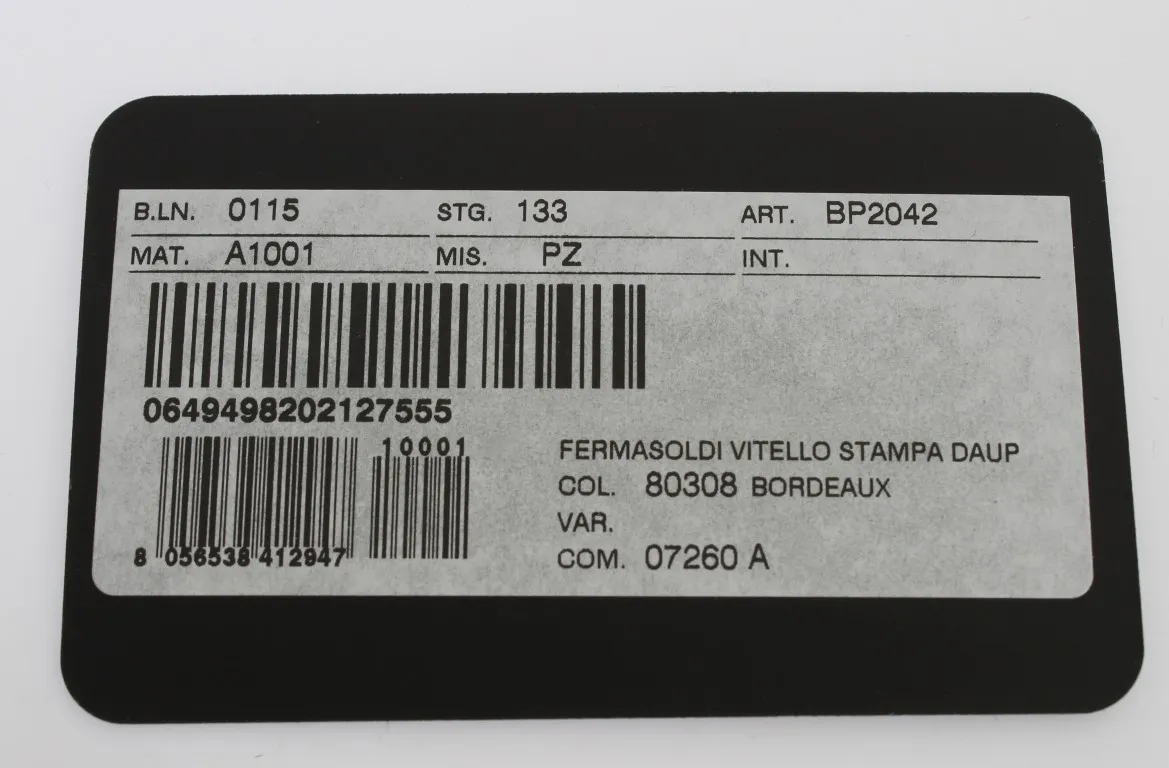 B.LN. 0115 STG. 133 ART. BP2042
MAT. A1001 MIS. PZ INT.
0649498202127555
10001
8 056538 412947
FERMASOLDI VITELLO STAMPA DAUP
COL. 80308 BORDEAUX
VAR.
COM. 07260 A